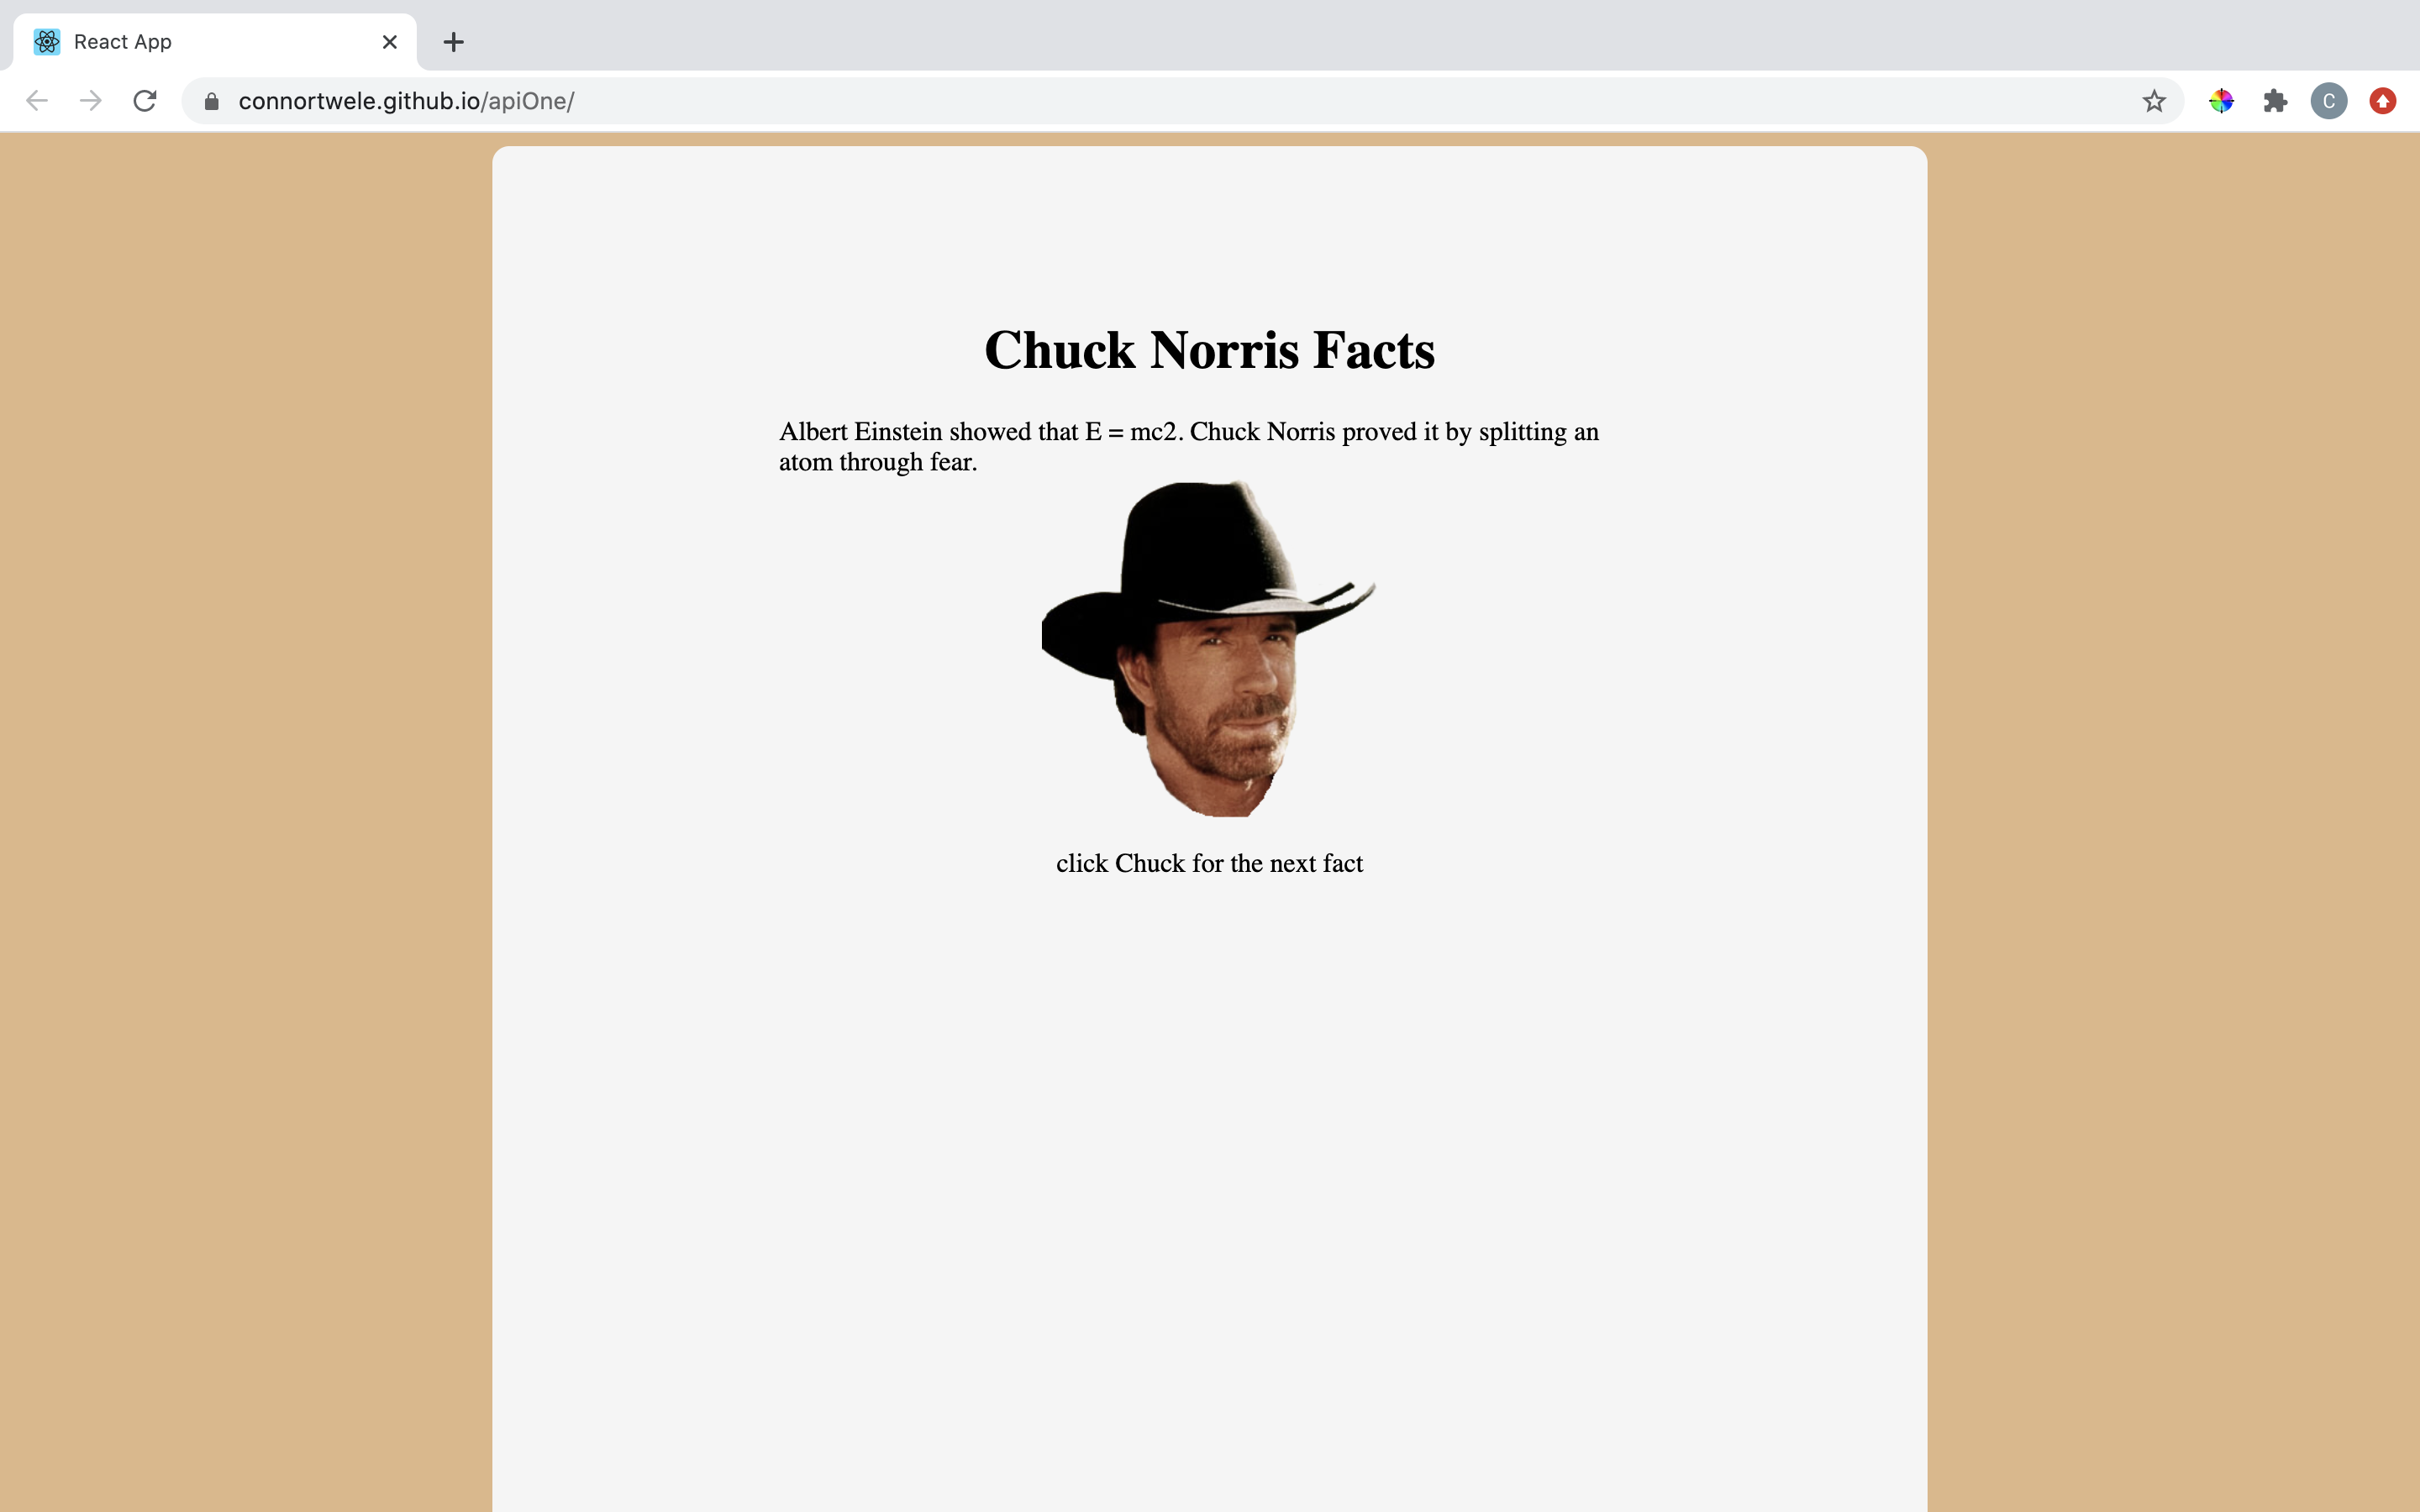 React App
connortwele.github.io/apiOne/
C
Chuck Norris Facts
Albert Einstein showed that E = mc2. Chuck Norris proved it by splitting an
atom through fear.
click Chuck for the next fact